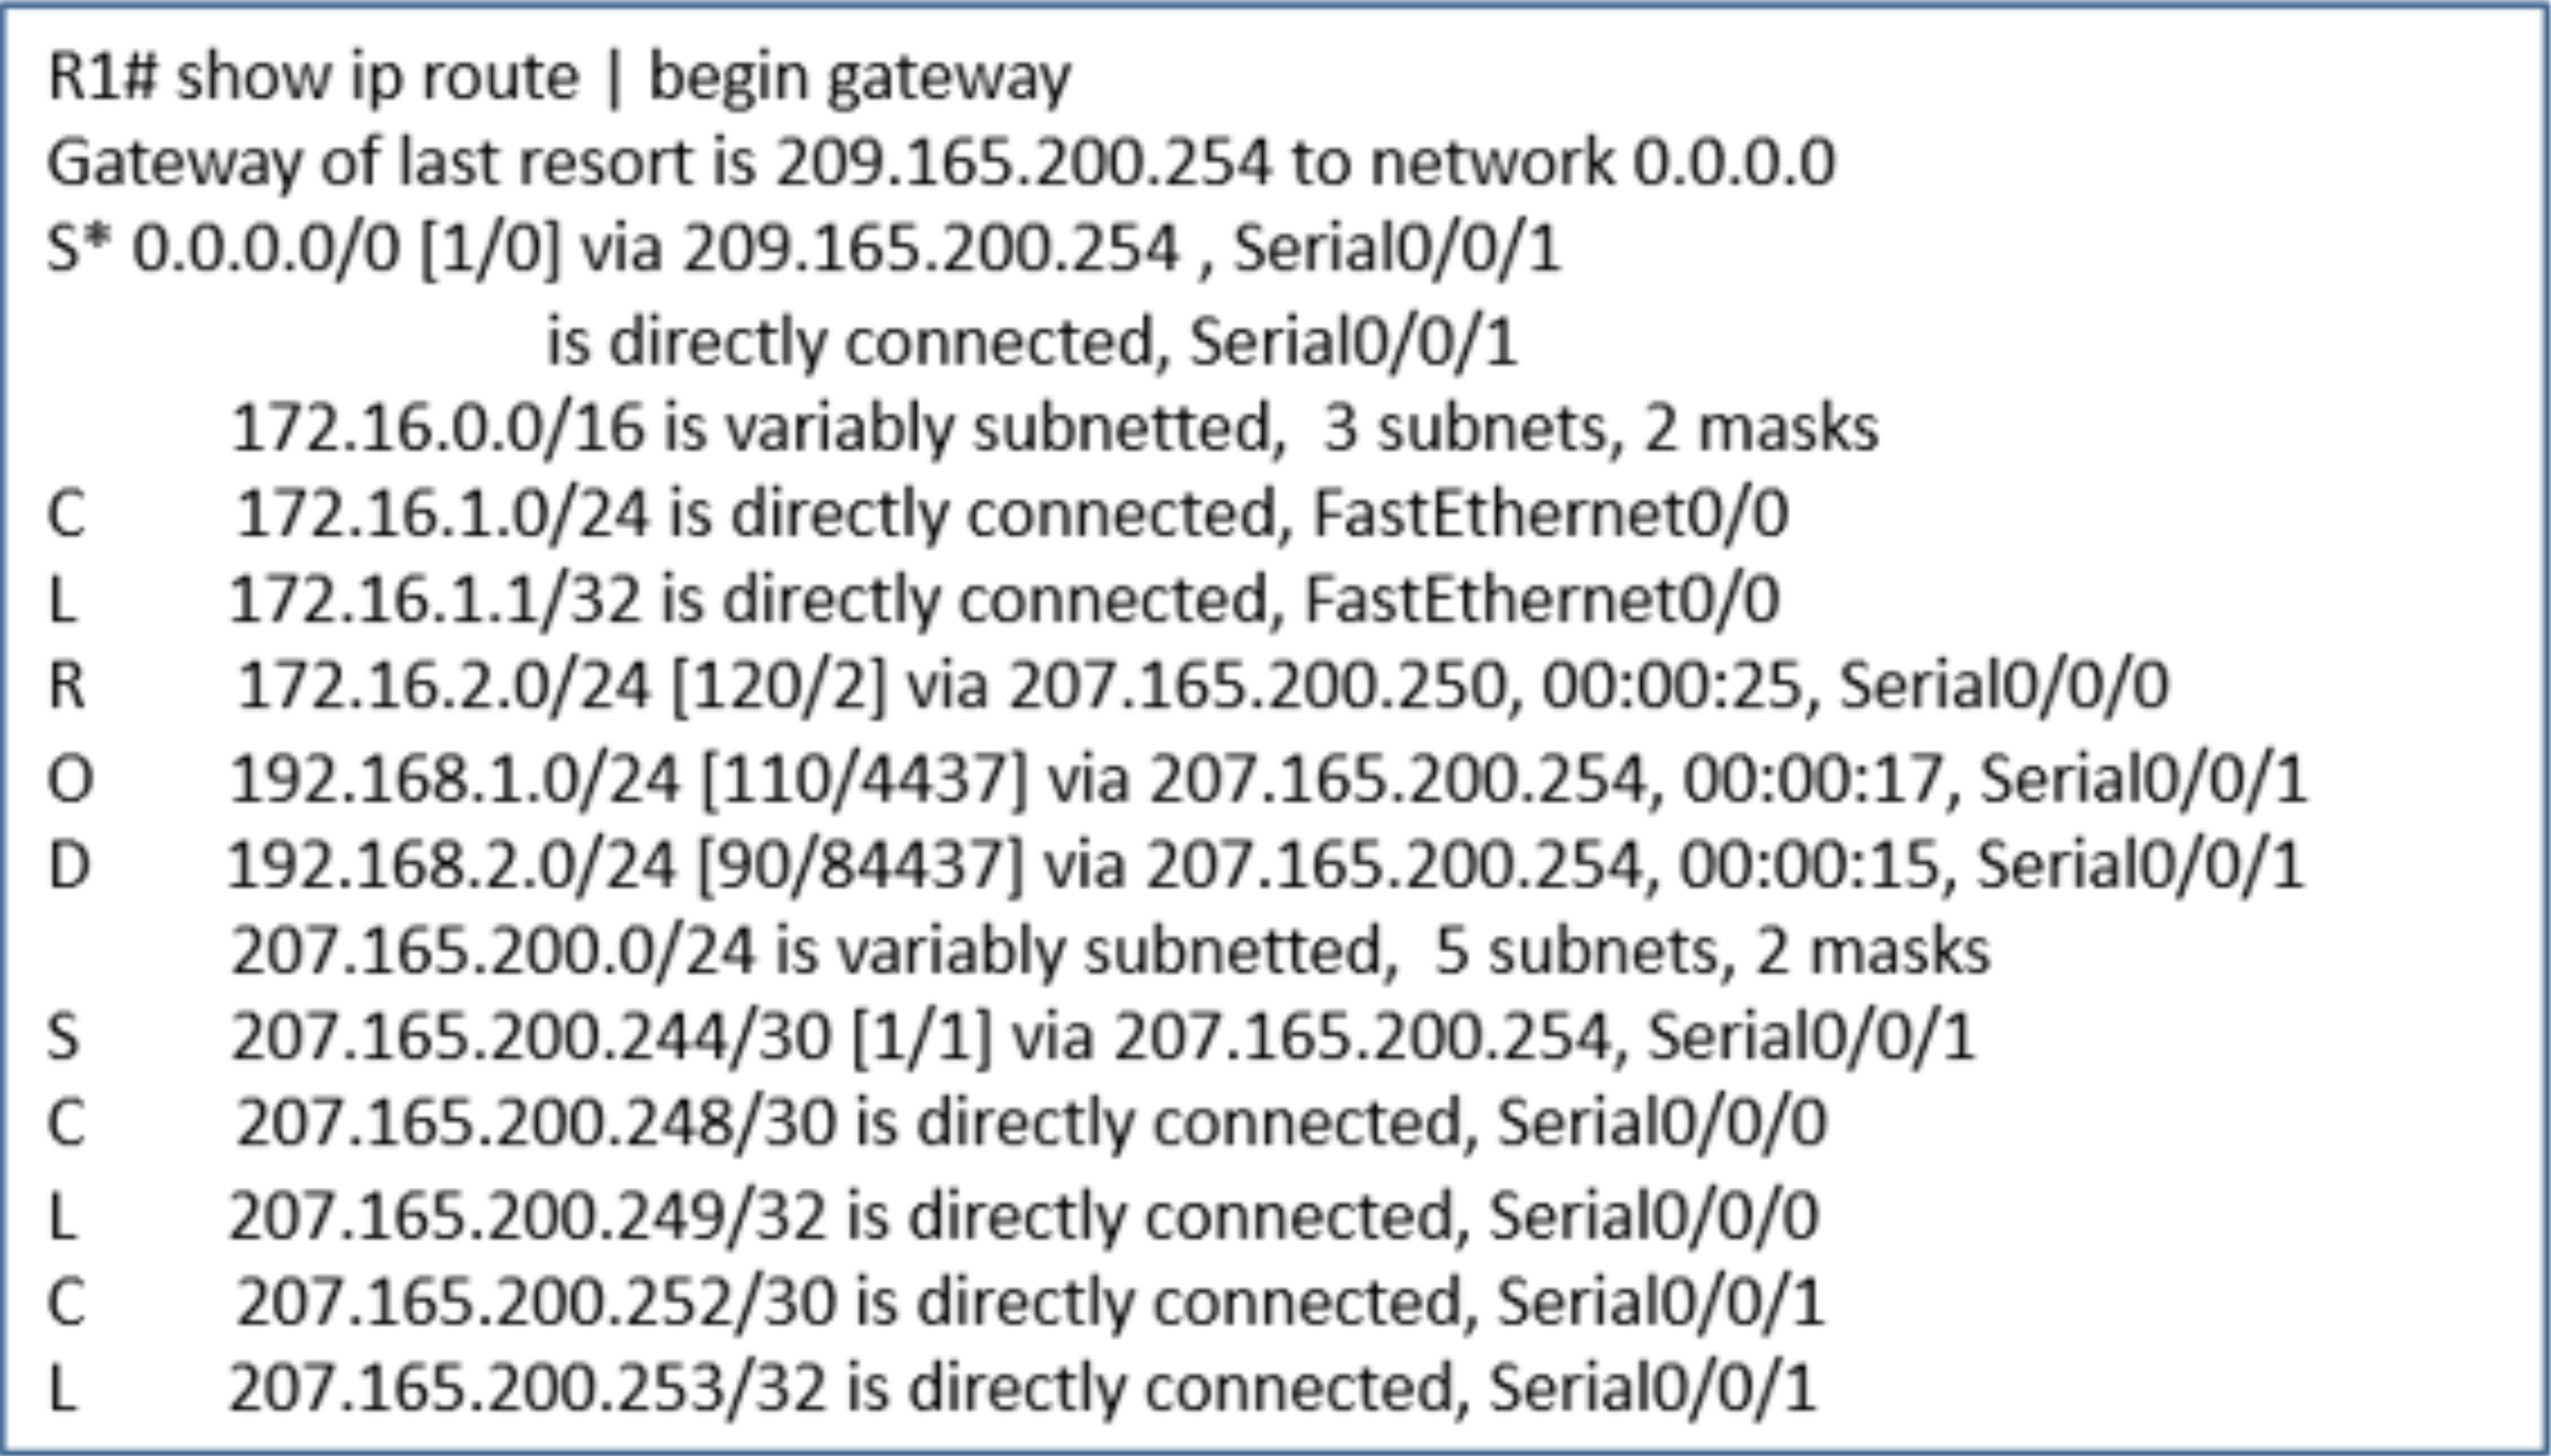 R1# show ip route | begin gateway
Gateway of last resort is 209.165.200.254 to network 0.0.0.0
S* 0.0.0.0/0 [1/0] via 209.165.200.254 , Serial0/0/1
is directly connected, Serial0/0/1
172.16.0.0/16 is variably subnetted, 3 subnets, 2 masks
C 172.16.1.0/24 is directly connected, FastEthernet0/0
L 172.16.1.1/32 is directly connected, FastEthernet0/0
R 172.16.2.0/24 [120/2] via 207.165.200.250, 00:00:25, Serial0/0/0
O 192.168.1.0/24 [110/4437] via 207.165.200.254, 00:00:17, Serial0/0/1
D 192.168.2.0/24 [90/84437] via 207.165.200.254, 00:00:15, Serial0/0/1
207.165.200.0/24 is variably subnetted, 5 subnets, 2 masks
S 207.165.200.244/30 [1/1] via 207.165.200.254, Serial0/0/1
C 207.165.200.248/30 is directly connected, Serial0/0/0
L 207.165.200.249/32 is directly connected, Serial0/0/0
C 207.165.200.252/30 is directly connected, Serial0/0/1
L 207.165.200.253/32 is directly connected, Serial0/0/1